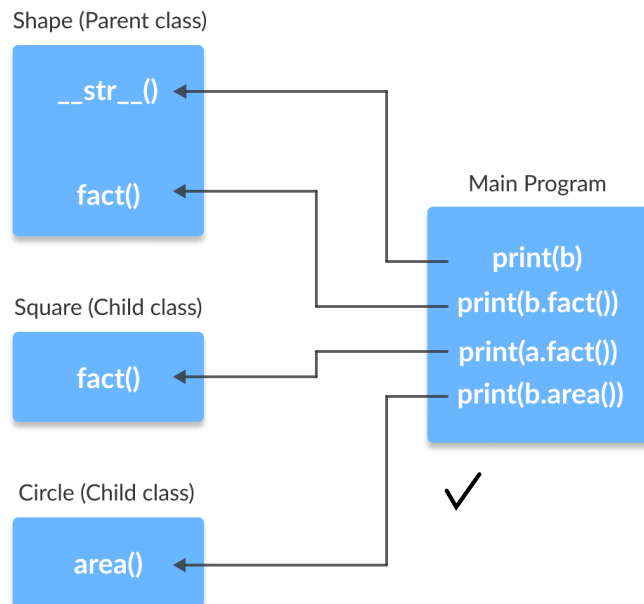 Shape (Parent class)
__str__()
fact()
Main Program
print(b)
print(b.fact())
print(a.fact())
print(b.area())
Square (Child class)
fact()
Circle (Child class)
area()